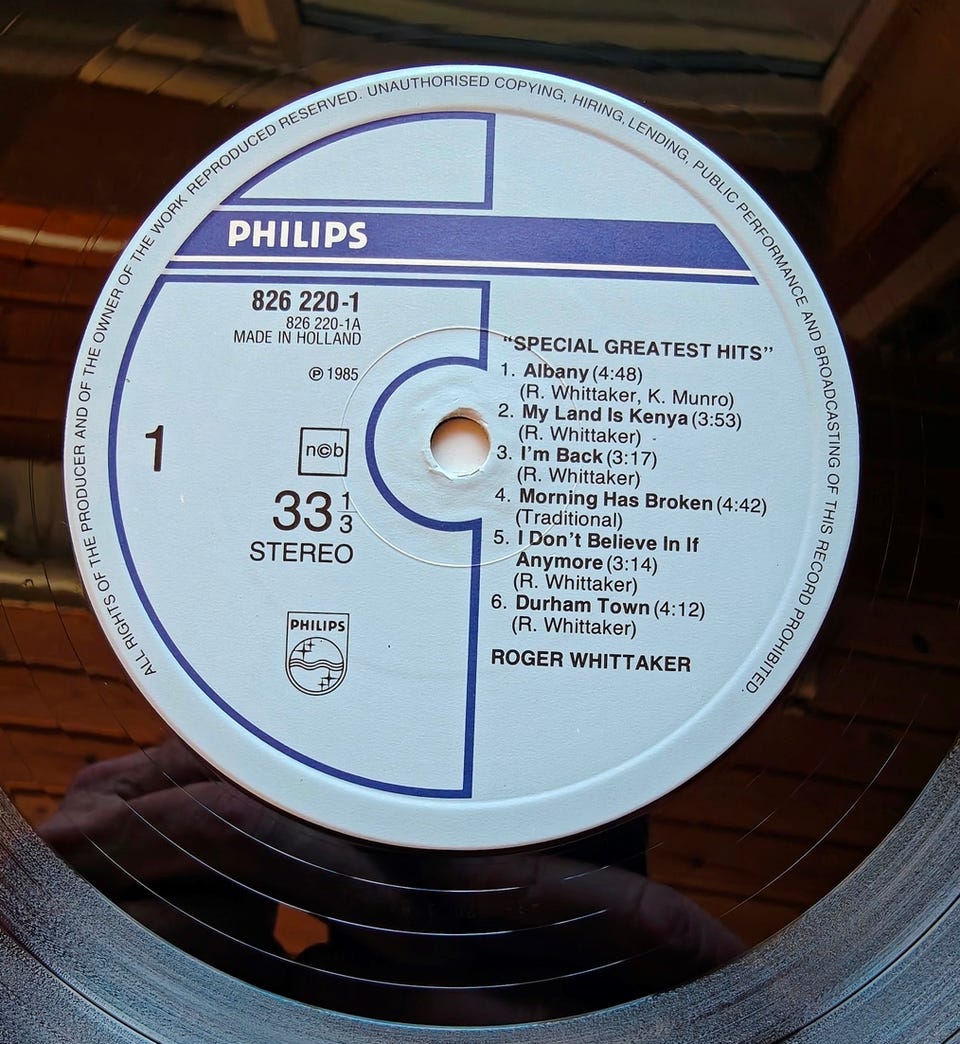 ALL RIGHTS OF THE PRODUCER AND OF THE OWNER OF THE WORK REPRODUCED RESERVED. UNAUTHORISED COPYING, HIRING, LENDING, PUBLIC PERFORMANCE AND BROADCASTING OF THIS RECORD PROHIBITED.
PHILIPS
826 220-1
826 220-1A
MADE IN HOLLAND
℗ 1985
1
n©b
33 1/3
STEREO
PHILIPS
"SPECIAL GREATEST HITS"
1. Albany (4:48)
(R. Whittaker, K. Munro)
2. My Land Is Kenya (3:53)
(R. Whittaker)
3. I'm Back (3:17)
(R. Whittaker)
4. Morning Has Broken (4:42)
(Traditional)
5. I Don't Believe In If
Anymore (3:14)
(R. Whittaker)
6. Durham Town (4:12)
(R. Whittaker)
ROGER WHITTAKER